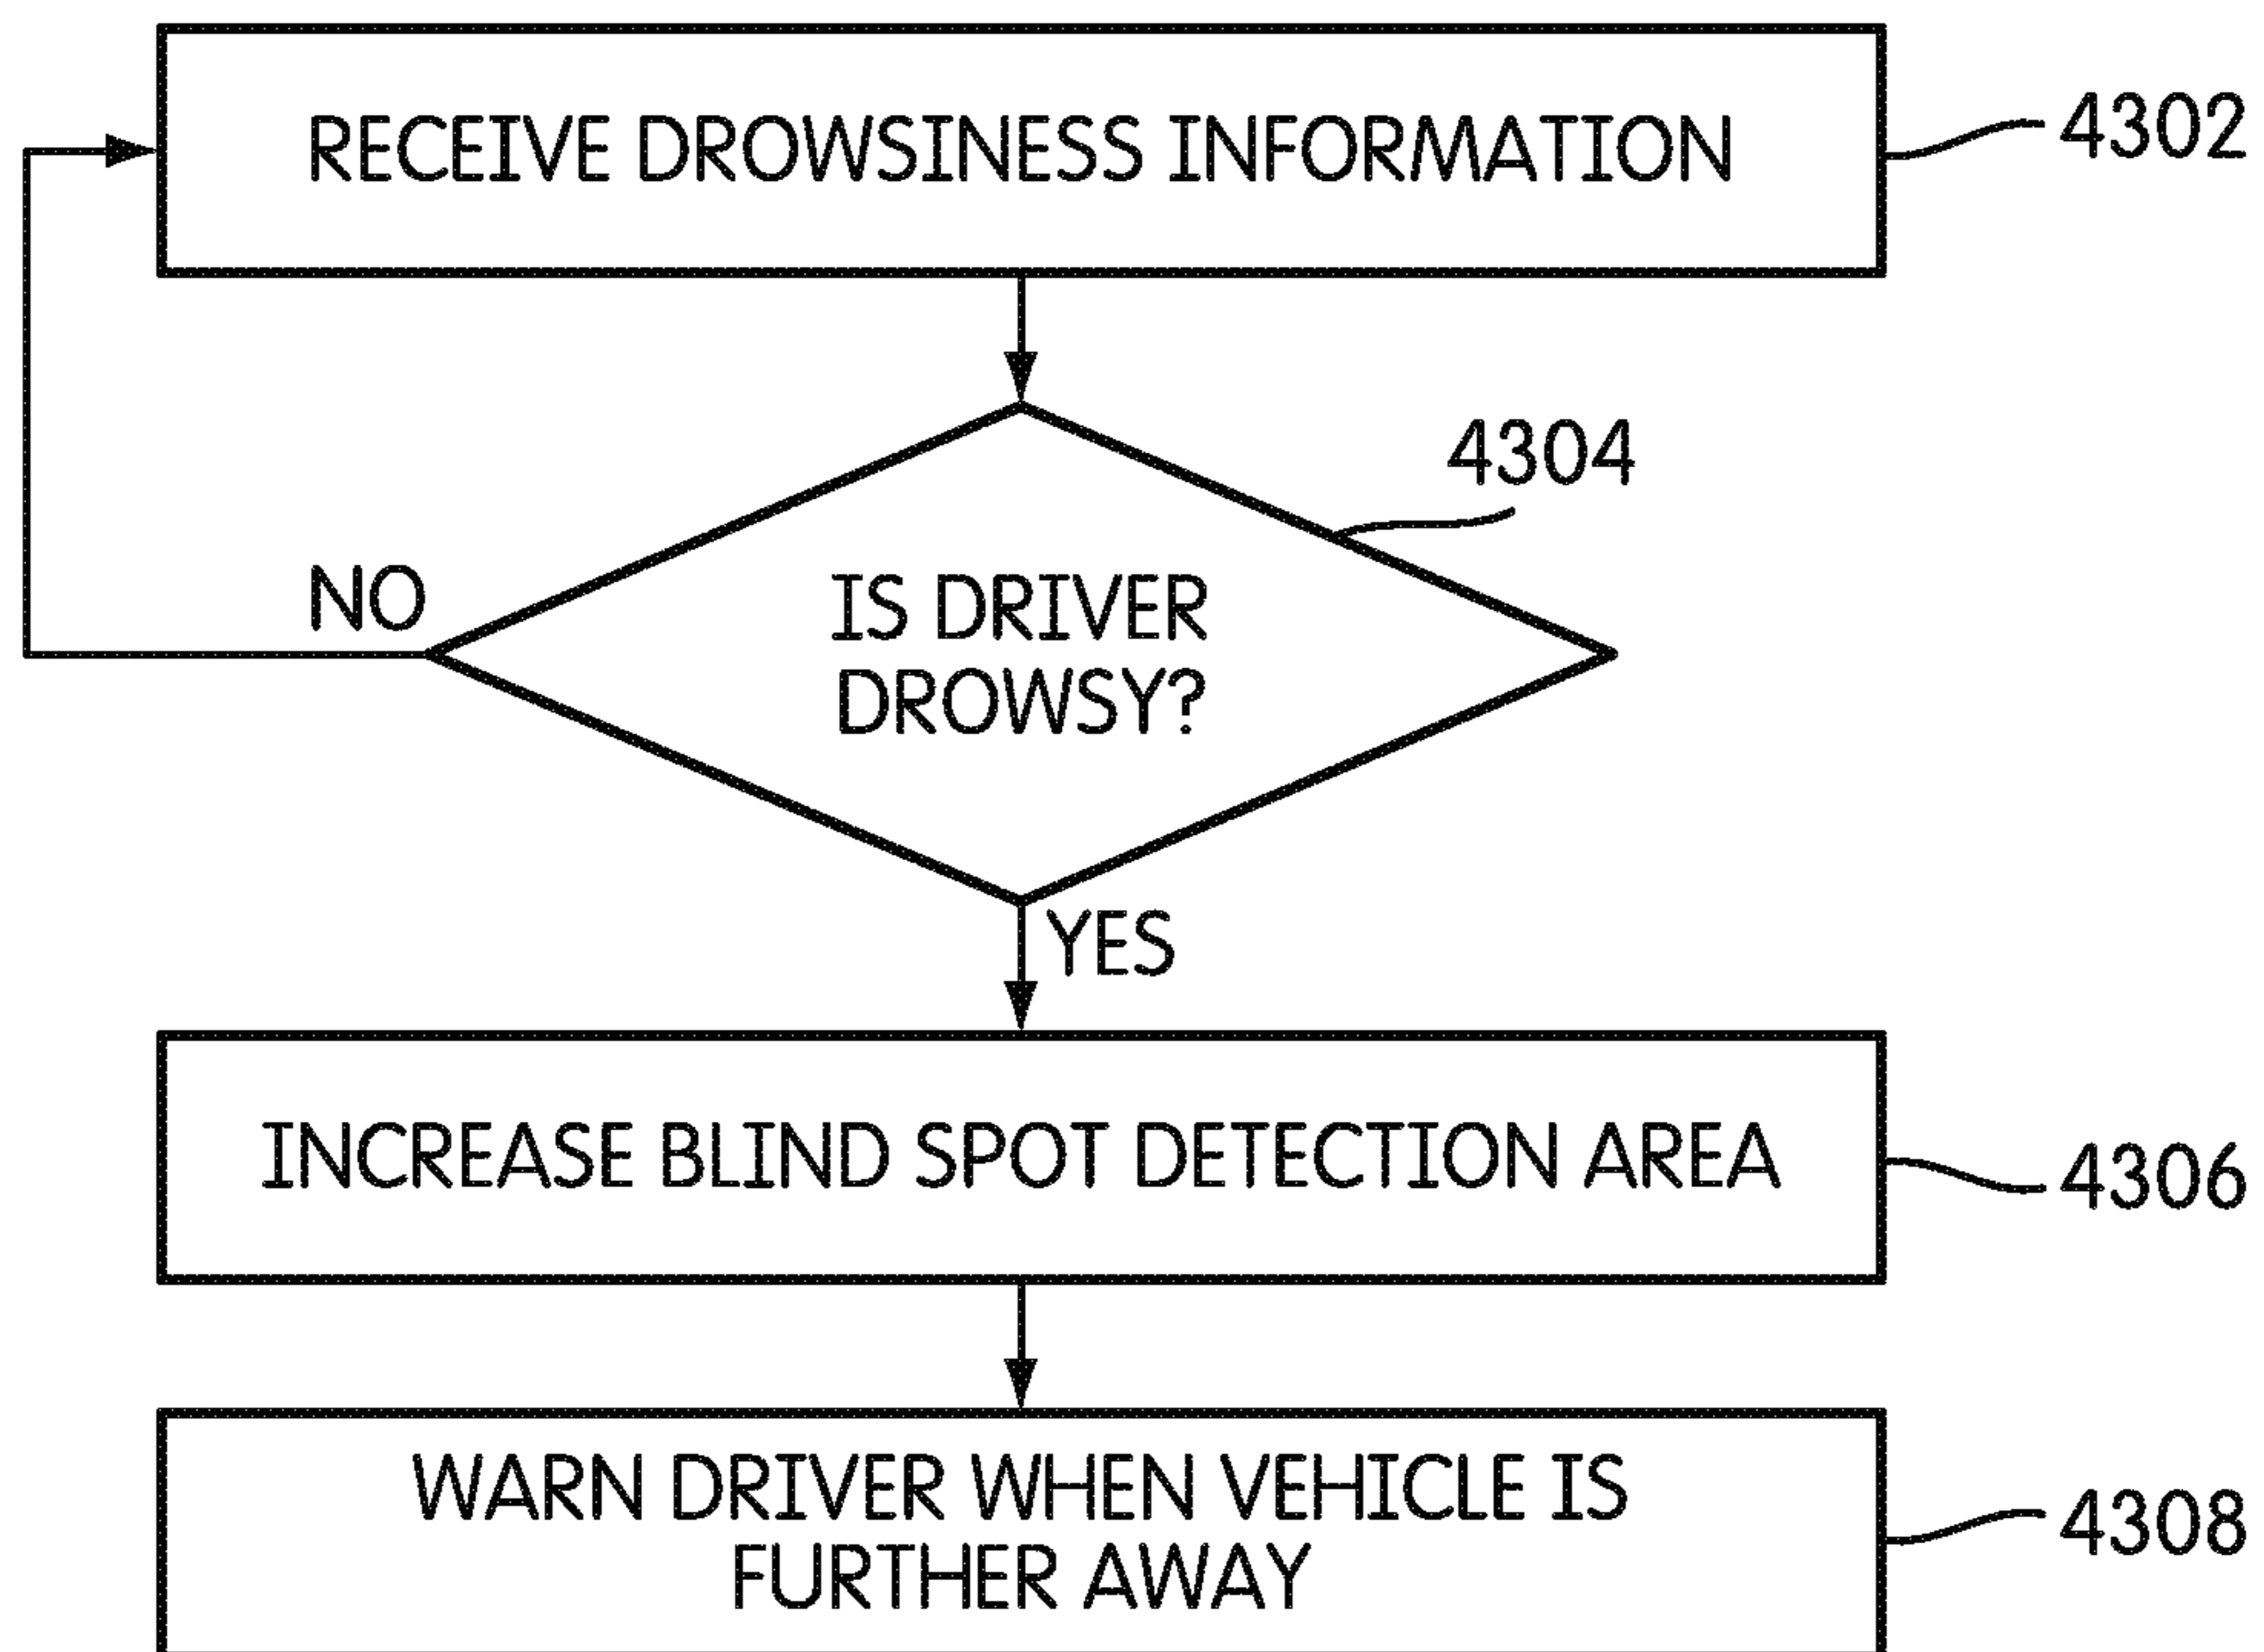 RECEIVE DROWSINESS INFORMATION
4302
4304
IS DRIVER
DROWSY?
NO
YES
INCREASE BLIND SPOT DETECTION AREA
4306
WARN DRIVER WHEN VEHICLE IS
FURTHER AWAY
4308